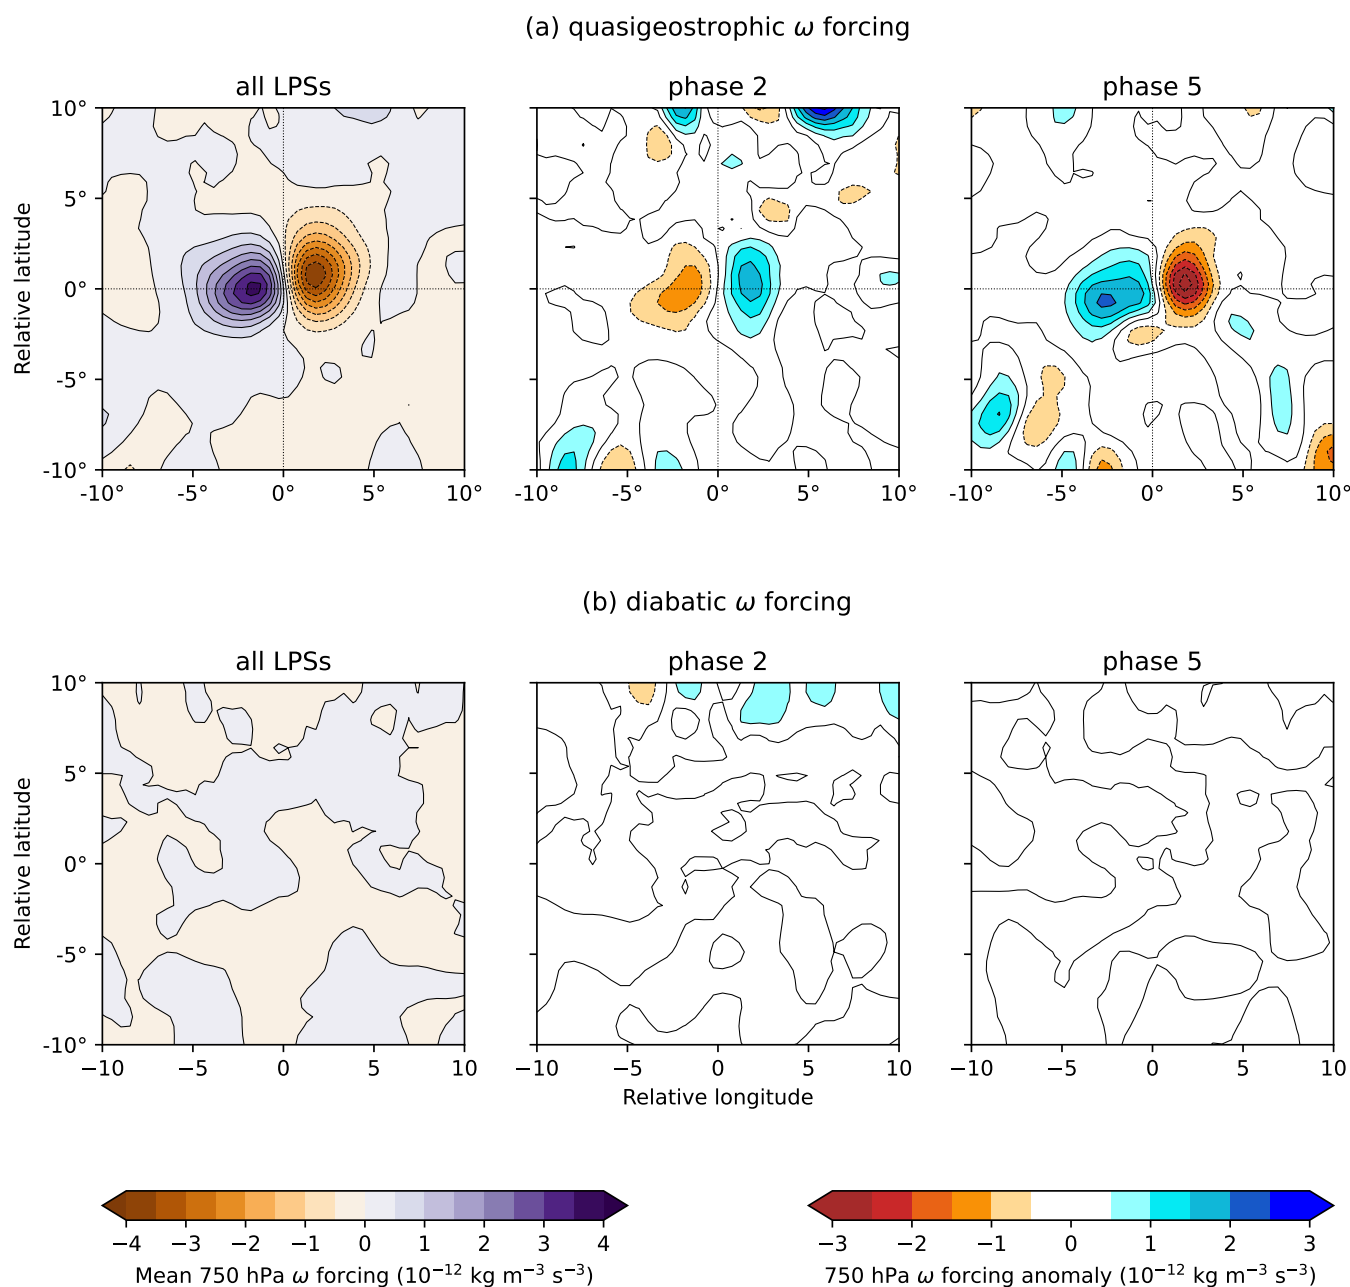 (a) quasigeostrophic ω forcing
all LPSs
phase 2
phase 5
10°
5°
0°
-5°
-10°
Relative latitude
-10° -5° 0° 5° 10°
-10° -5° 0° 5° 10°
-10° -5° 0° 5° 10°
(b) diabatic ω forcing
all LPSs
phase 2
phase 5
10°
5°
0°
-5°
-10°
Relative latitude
−10 −5 0 5 10
−10 −5 0 5 10
−10 −5 0 5 10
Relative longitude
−4 −3 −2 −1 0 1 2 3 4
Mean 750 hPa ω forcing (10⁻¹² kg m⁻³ s⁻³)
−3 −2 −1 0 1 2 3
750 hPa ω forcing anomaly (10⁻¹² kg m⁻³ s⁻³)